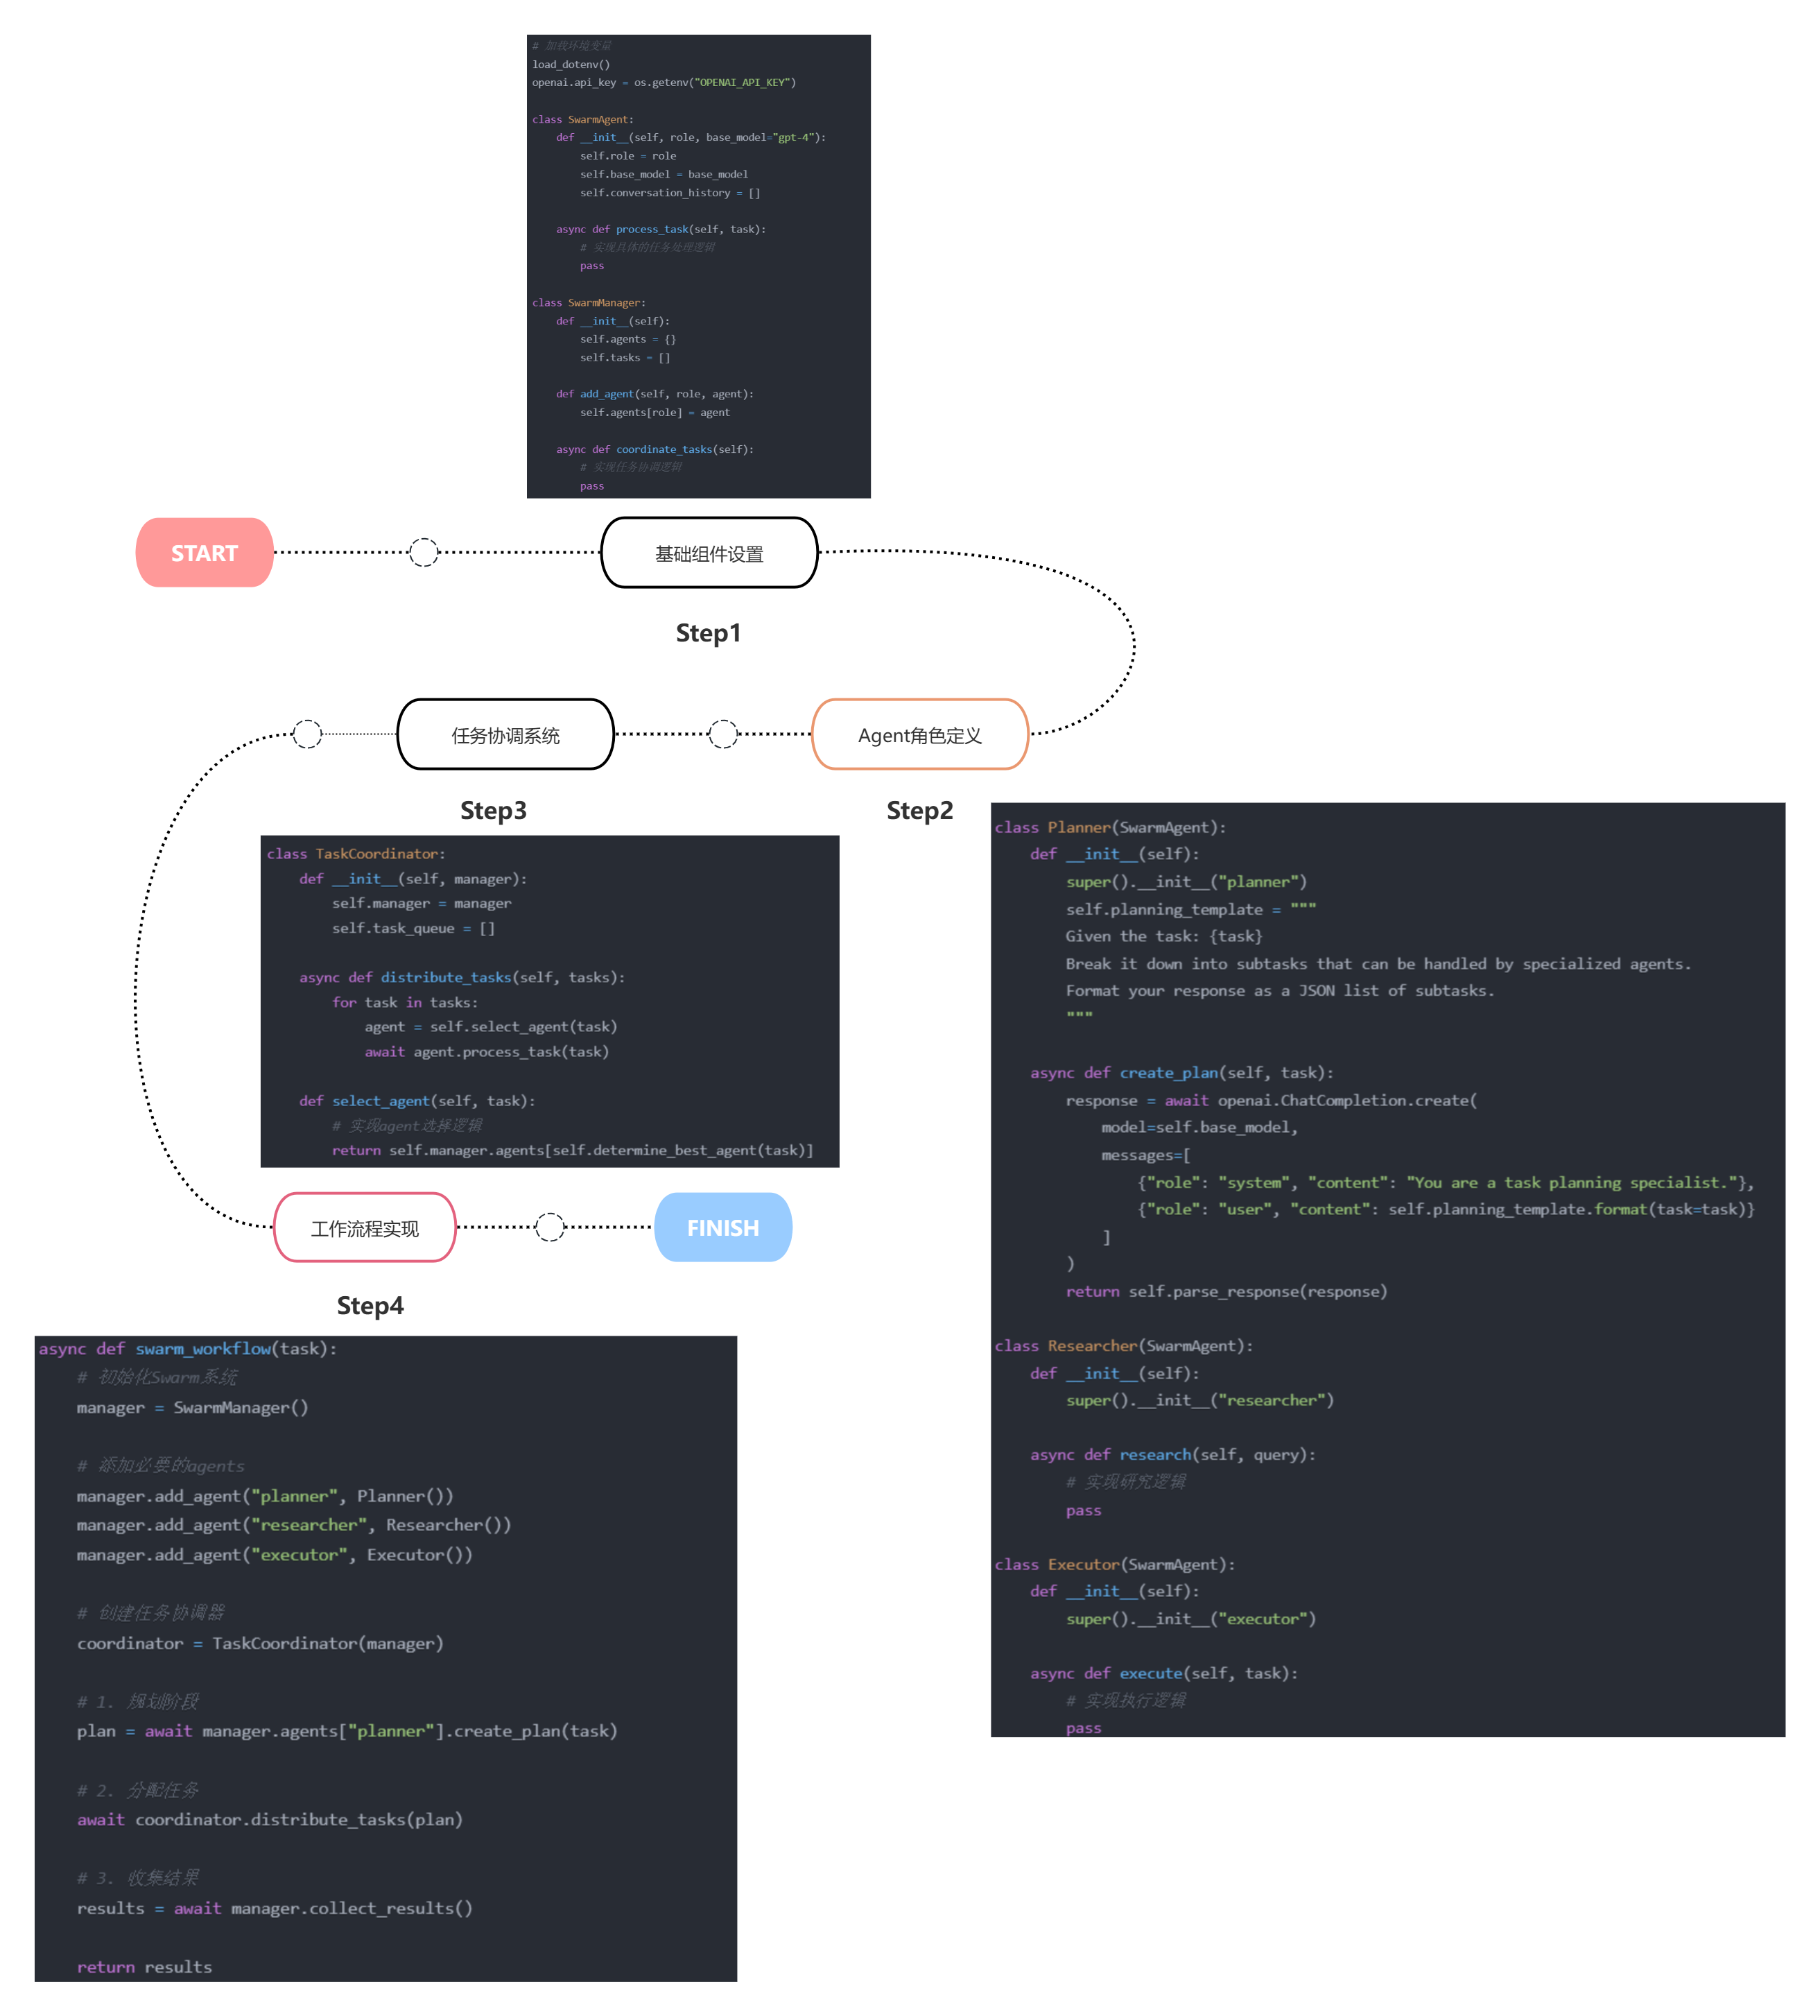 # 加载环境变量
load_dotenv()
openai.api_key = os.getenv("OPENAI_API_KEY")
class SwarmAgent:
def __init__(self, role, base_model="gpt-4"):
self.role = role
self.base_model = base_model
self.conversation_history = []
async def process_task(self, task):
# 实现具体的任务处理逻辑
pass
class SwarmManager:
def __init__(self):
self.agents = {}
self.tasks = []
def add_agent(self, role, agent):
self.agents[role] = agent
async def coordinate_tasks(self):
# 实现任务协调逻辑
pass
START
基础组件设置
Step1
任务协调系统
Agent角色定义
Step3
Step2
class TaskCoordinator:
def __init__(self, manager):
self.manager = manager
self.task_queue = []
async def distribute_tasks(self, tasks):
for task in tasks:
agent = self.select_agent(task)
await agent.process_task(task)
def select_agent(self, task):
# 实现agent选择逻辑
return self.manager.agents[self.determine_best_agent(task)]
class Planner(SwarmAgent):
def __init__(self):
super().__init__("planner")
self.planning_template = """
Given the task: {task}
Break it down into subtasks that can be handled by specialized agents.
Format your response as a JSON list of subtasks.
"""
async def create_plan(self, task):
response = await openai.ChatCompletion.create(
model=self.base_model,
messages=[
{"role": "system", "content": "You are a task planning specialist."},
{"role": "user", "content": self.planning_template.format(task=task)}
]
)
return self.parse_response(response)
class Researcher(SwarmAgent):
def __init__(self):
super().__init__("researcher")
async def research(self, query):
# 实现研究逻辑
pass
class Executor(SwarmAgent):
def __init__(self):
super().__init__("executor")
async def execute(self, task):
# 实现执行逻辑
pass
工作流程实现
FINISH
Step4
async def swarm_workflow(task):
# 初始化Swarm系统
manager = SwarmManager()
# 添加必要的agents
manager.add_agent("planner", Planner())
manager.add_agent("researcher", Researcher())
manager.add_agent("executor", Executor())
# 创建任务协调器
coordinator = TaskCoordinator(manager)
# 1. 规划阶段
plan = await manager.agents["planner"].create_plan(task)
# 2. 分配任务
await coordinator.distribute_tasks(plan)
# 3. 收集结果
results = await manager.collect_results()
return results